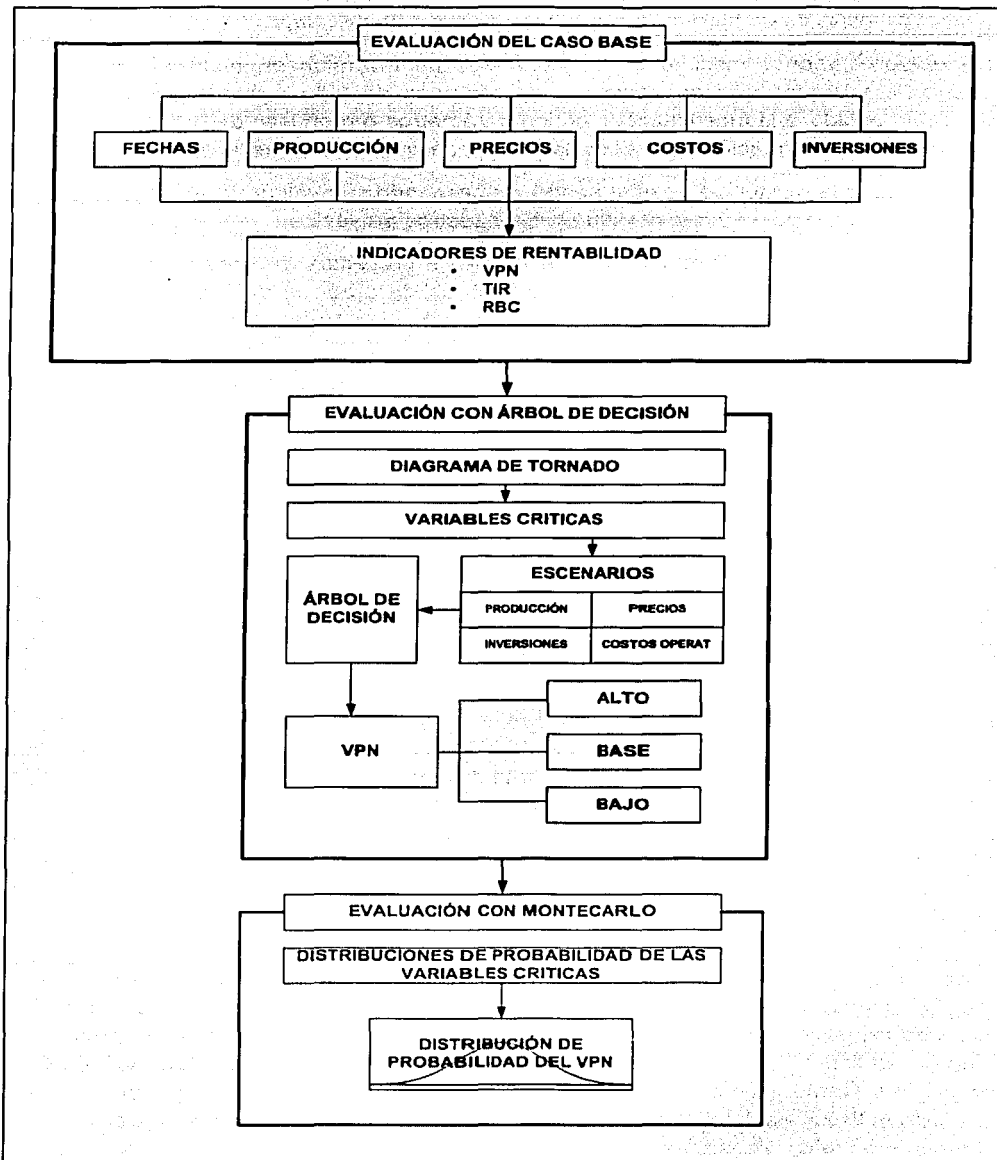 EVALUACIÓN DEL CASO BASE
FECHAS
PRODUCCIÓN
PRECIOS
COSTOS
INVERSIONES
INDICADORES DE RENTABILIDAD
• VPN
• TIR
• RBC
EVALUACIÓN CON ÁRBOL DE DECISIÓN
DIAGRAMA DE TORNADO
VARIABLES CRITICAS
ESCENARIOS
PRODUCCIÓN
PRECIOS
INVERSIONES
COSTOS OPERAT
ÁRBOL DE
DECISIÓN
VPN
ALTO
BASE
BAJO
EVALUACIÓN CON MONTECARLO
DISTRIBUCIONES DE PROBABILIDAD DE LAS
VARIABLES CRITICAS
DISTRIBUCIÓN DE
PROBABILIDAD DEL VPN